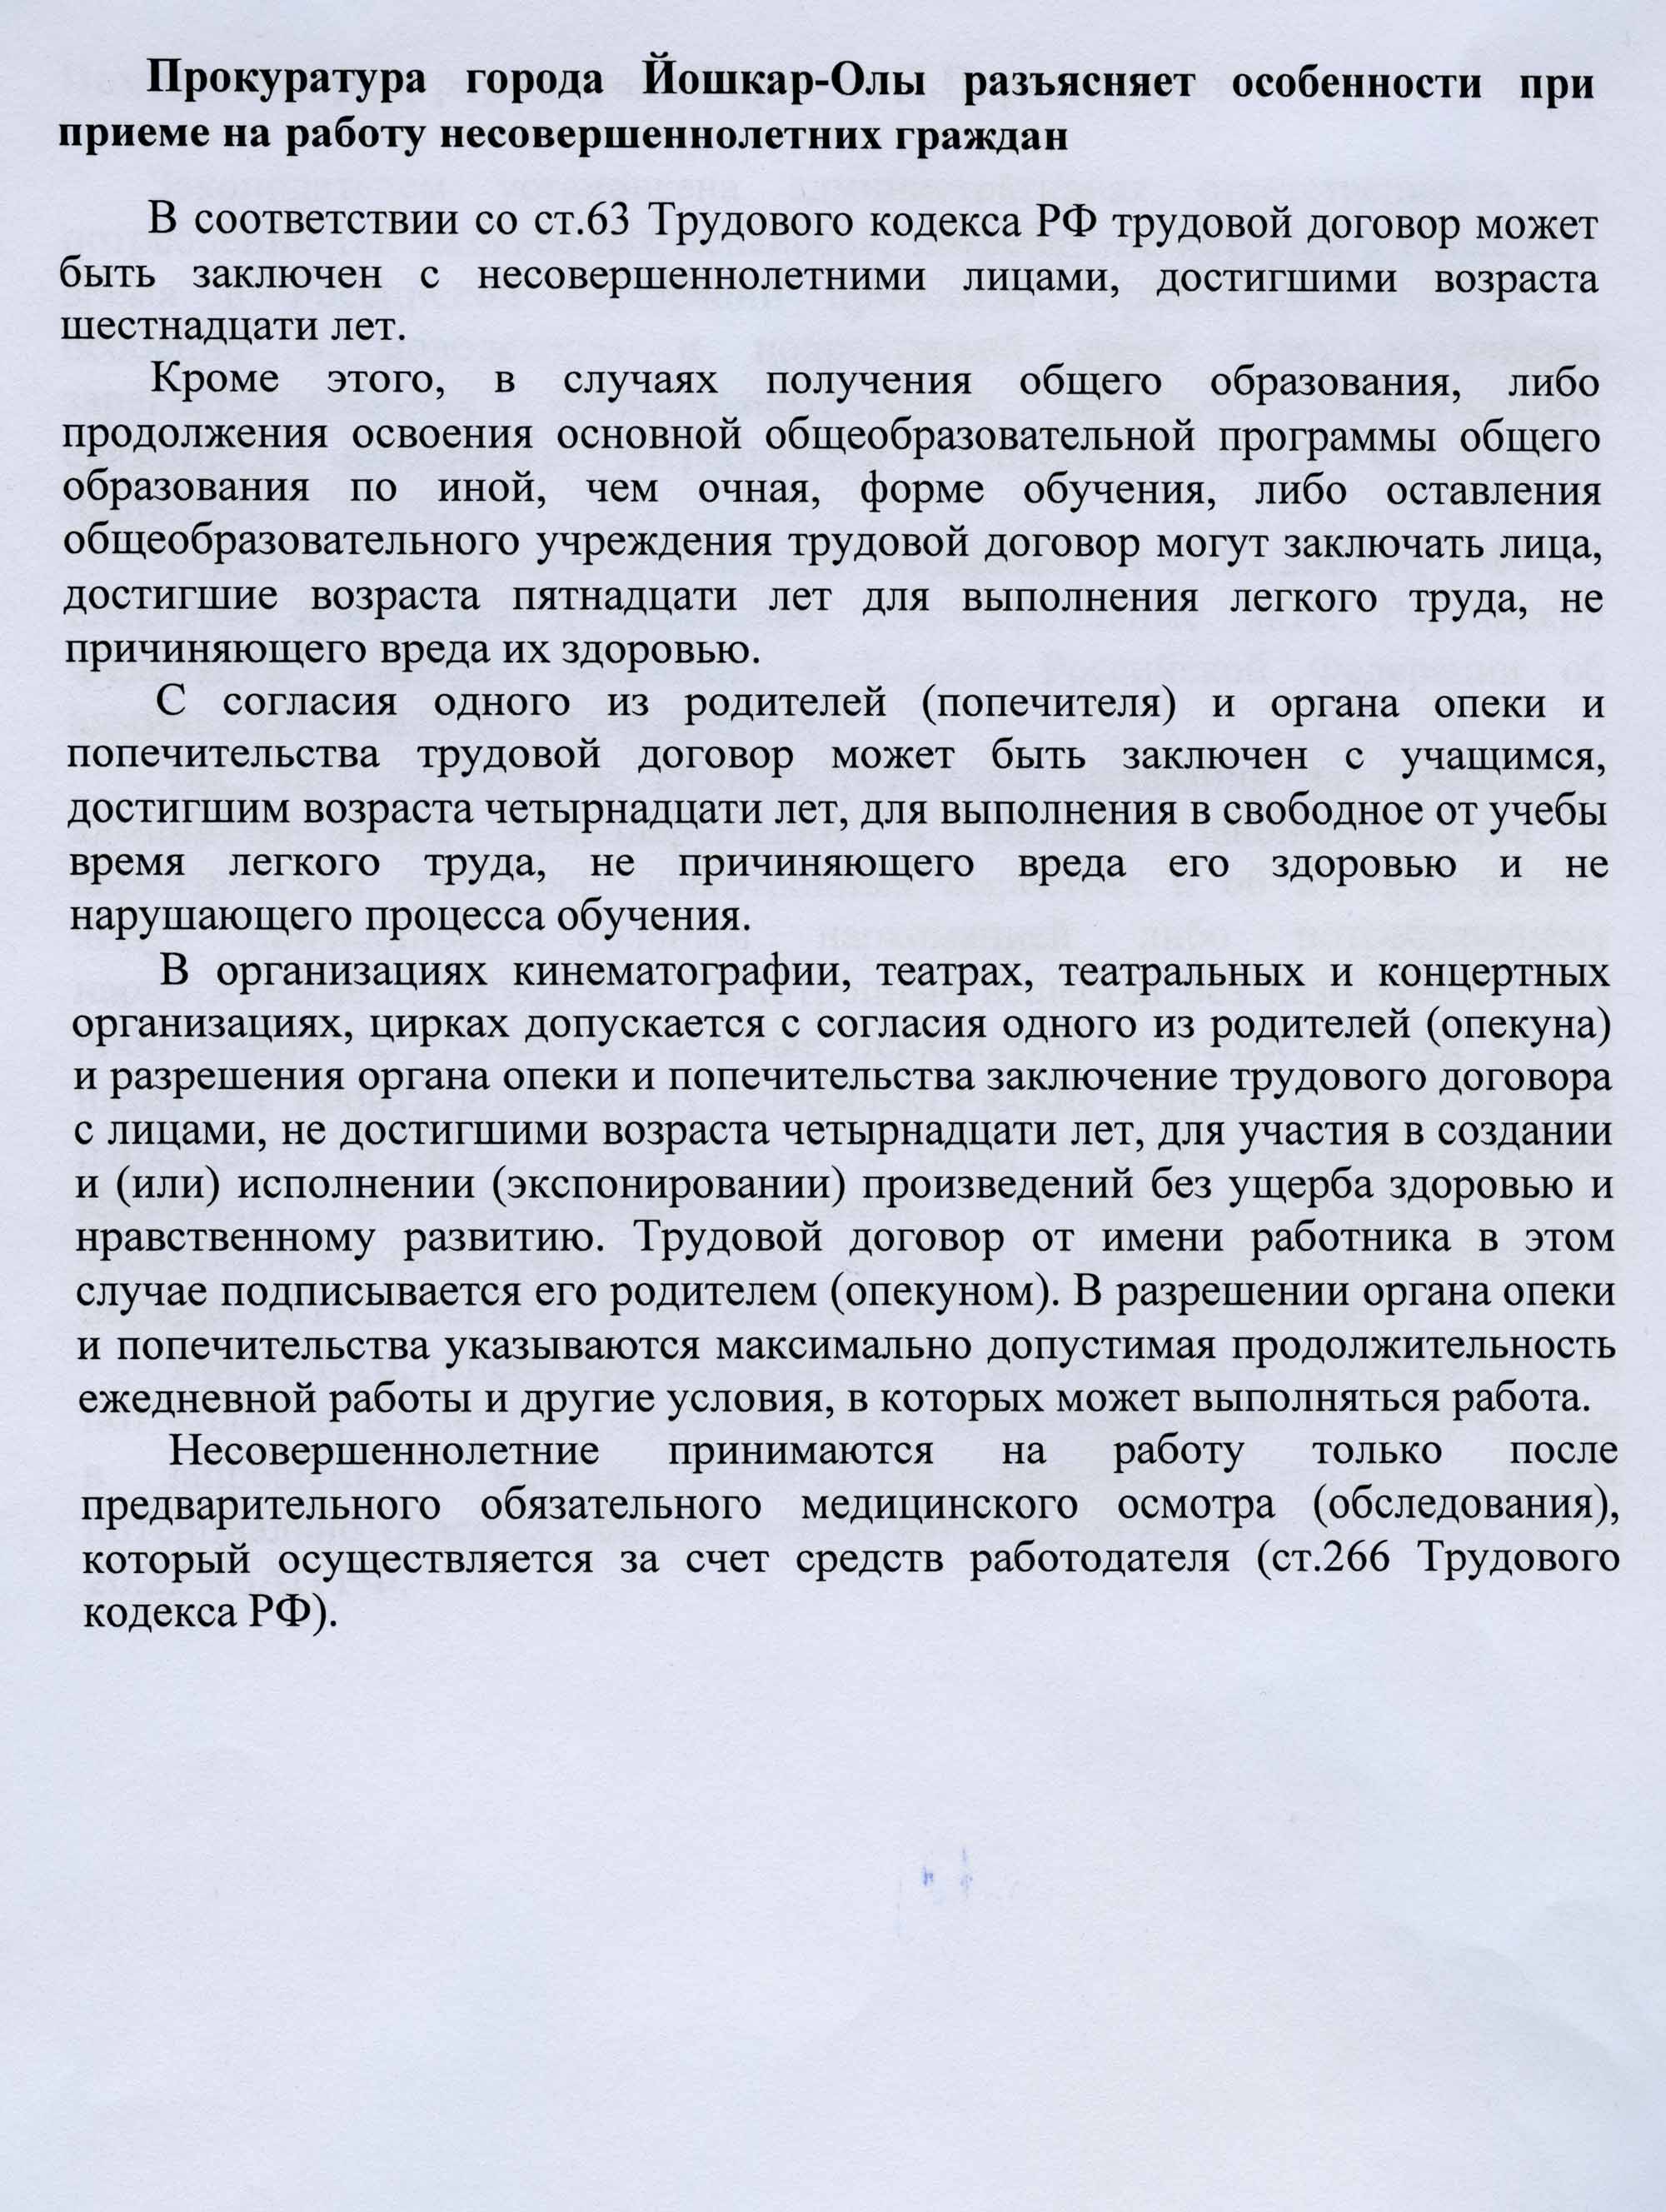 Прокуратура города Йошкар-Олы разъясняет особенности при
приеме на работу несовершеннолетних граждан
В соответствии со ст.63 Трудового кодекса РФ трудовой договор может
быть заключен с несовершеннолетними лицами, достигшими возраста
шестнадцати лет.
Кроме этого, в случаях получения общего образования, либо
продолжения освоения основной общеобразовательной программы общего
образования по иной, чем очная, форме обучения, либо оставления
общеобразовательного учреждения трудовой договор могут заключать лица,
достигшие возраста пятнадцати лет для выполнения легкого труда, не
причиняющего вреда их здоровью.
С согласия одного из родителей (попечителя) и органа опеки и
попечительства трудовой договор может быть заключен с учащимся,
достигшим возраста четырнадцати лет, для выполнения в свободное от учебы
время легкого труда, не причиняющего вреда его здоровью и не
нарушающего процесса обучения.
В организациях кинематографии, театрах, театральных и концертных
организациях, цирках допускается с согласия одного из родителей (опекуна)
и разрешения органа опеки и попечительства заключение трудового договора
с лицами, не достигшими возраста четырнадцати лет, для участия в создании
и (или) исполнении (экспонировании) произведений без ущерба здоровью и
нравственному развитию. Трудовой договор от имени работника в этом
случае подписывается его родителем (опекуном). В разрешении органа опеки
и попечительства указываются максимально допустимая продолжительность
ежедневной работы и другие условия, в которых может выполняться работа.
Несовершеннолетние принимаются на работу только после
предварительного обязательного медицинского осмотра (обследования),
который осуществляется за счет средств работодателя (ст.266 Трудового
кодекса РФ).